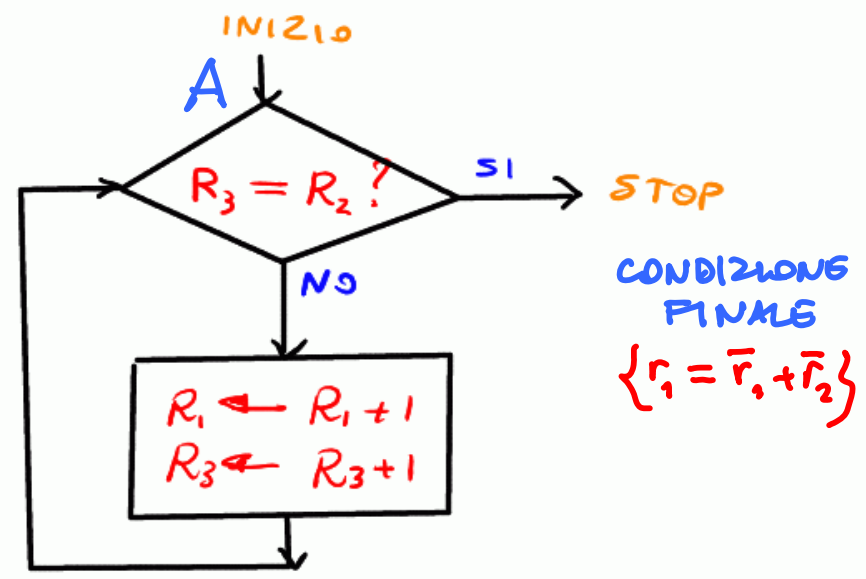 INIZIO
A
R₃ = R₂ ?
SI
STOP
NO
CONDIZIONE
FINALE
{r₁ = r̅₁ + r̅₂}
R₁ ← R₁ + 1
R₃ ← R₃ + 1